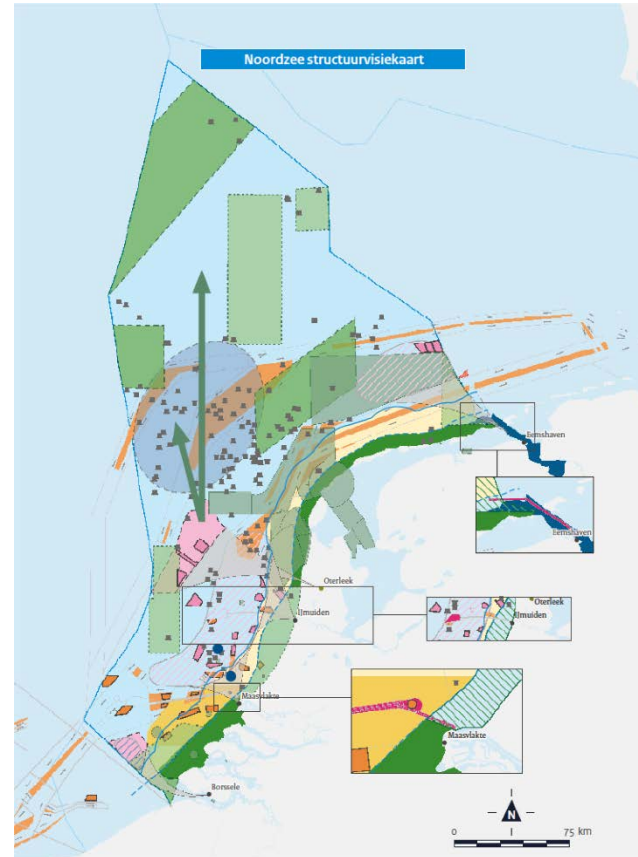 Noordzee structuurvisiekaart
Eemshaven
Eemshaven
Oterleek
IJmuiden
Oterleek
IJmuiden
Maasvlakte
Maasvlakte
Borssele
N
0 75 km